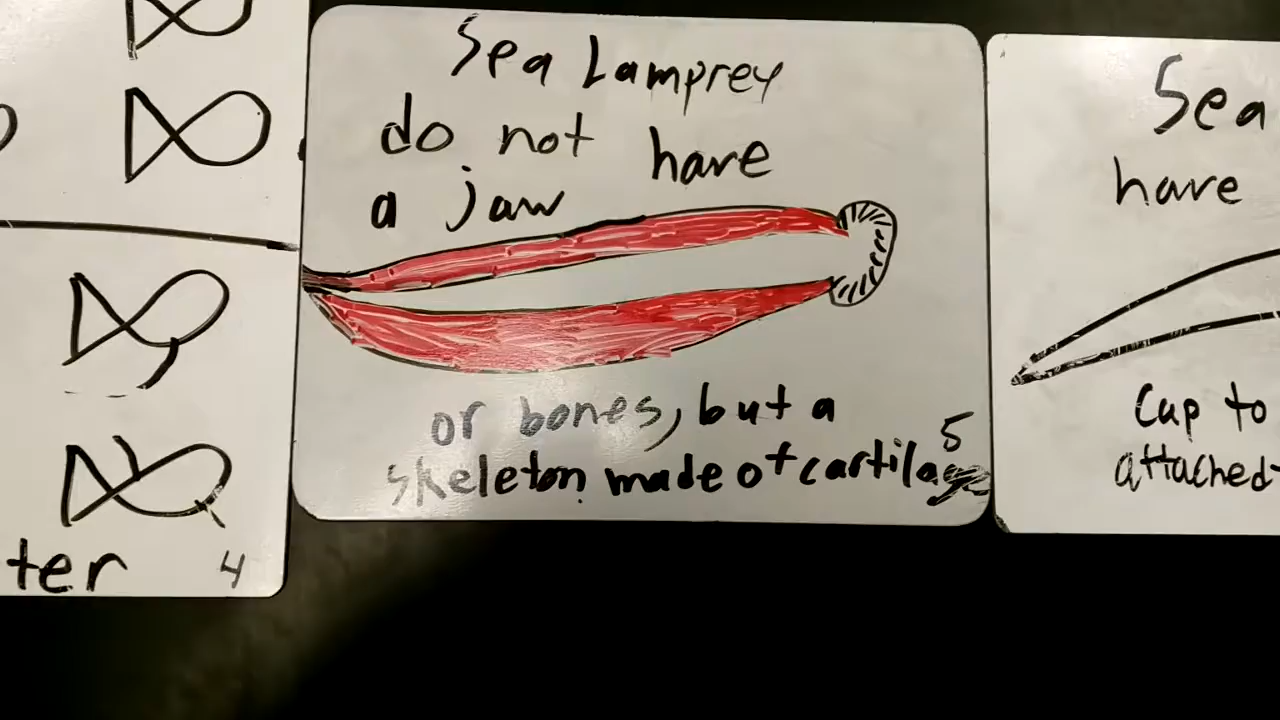 ter 4
Sea Lamprey
do not have
a jaw
or bones, but a
skeleton made of cartilage
5
Sea
have
Cup to
attached